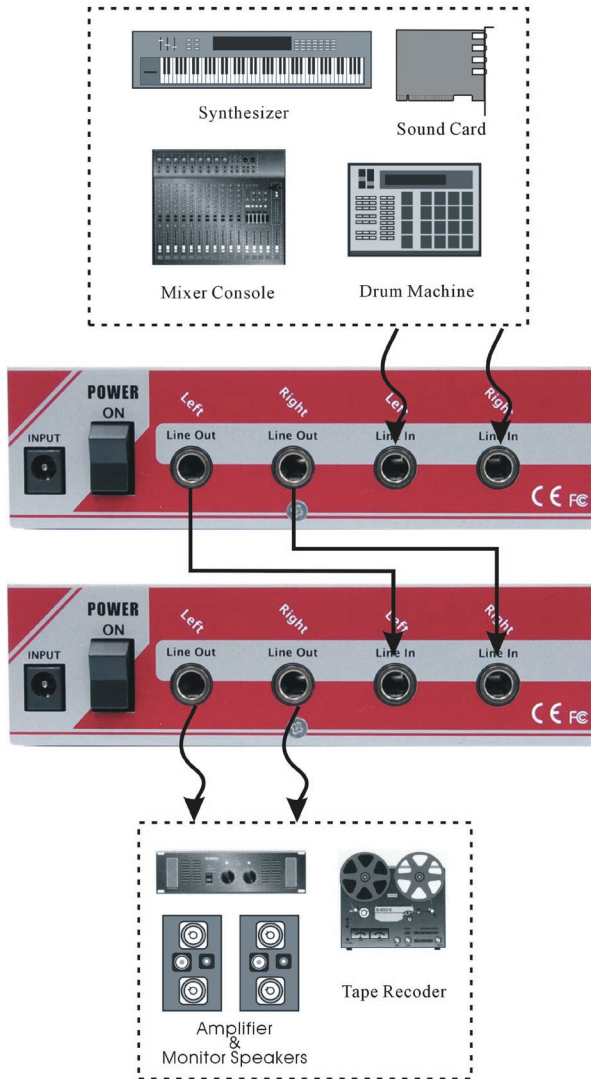 Synthesizer
Sound Card
Mixer Console
Drum Machine
POWER
ON
INPUT
Left
Right
Left
Right
Line Out
Line Out
Line In
Line In
CE FC
POWER
ON
INPUT
Left
Right
Left
Right
Line Out
Line Out
Line In
Line In
CE FC
Tape Recoder
Amplifier
&
Monitor Speakers